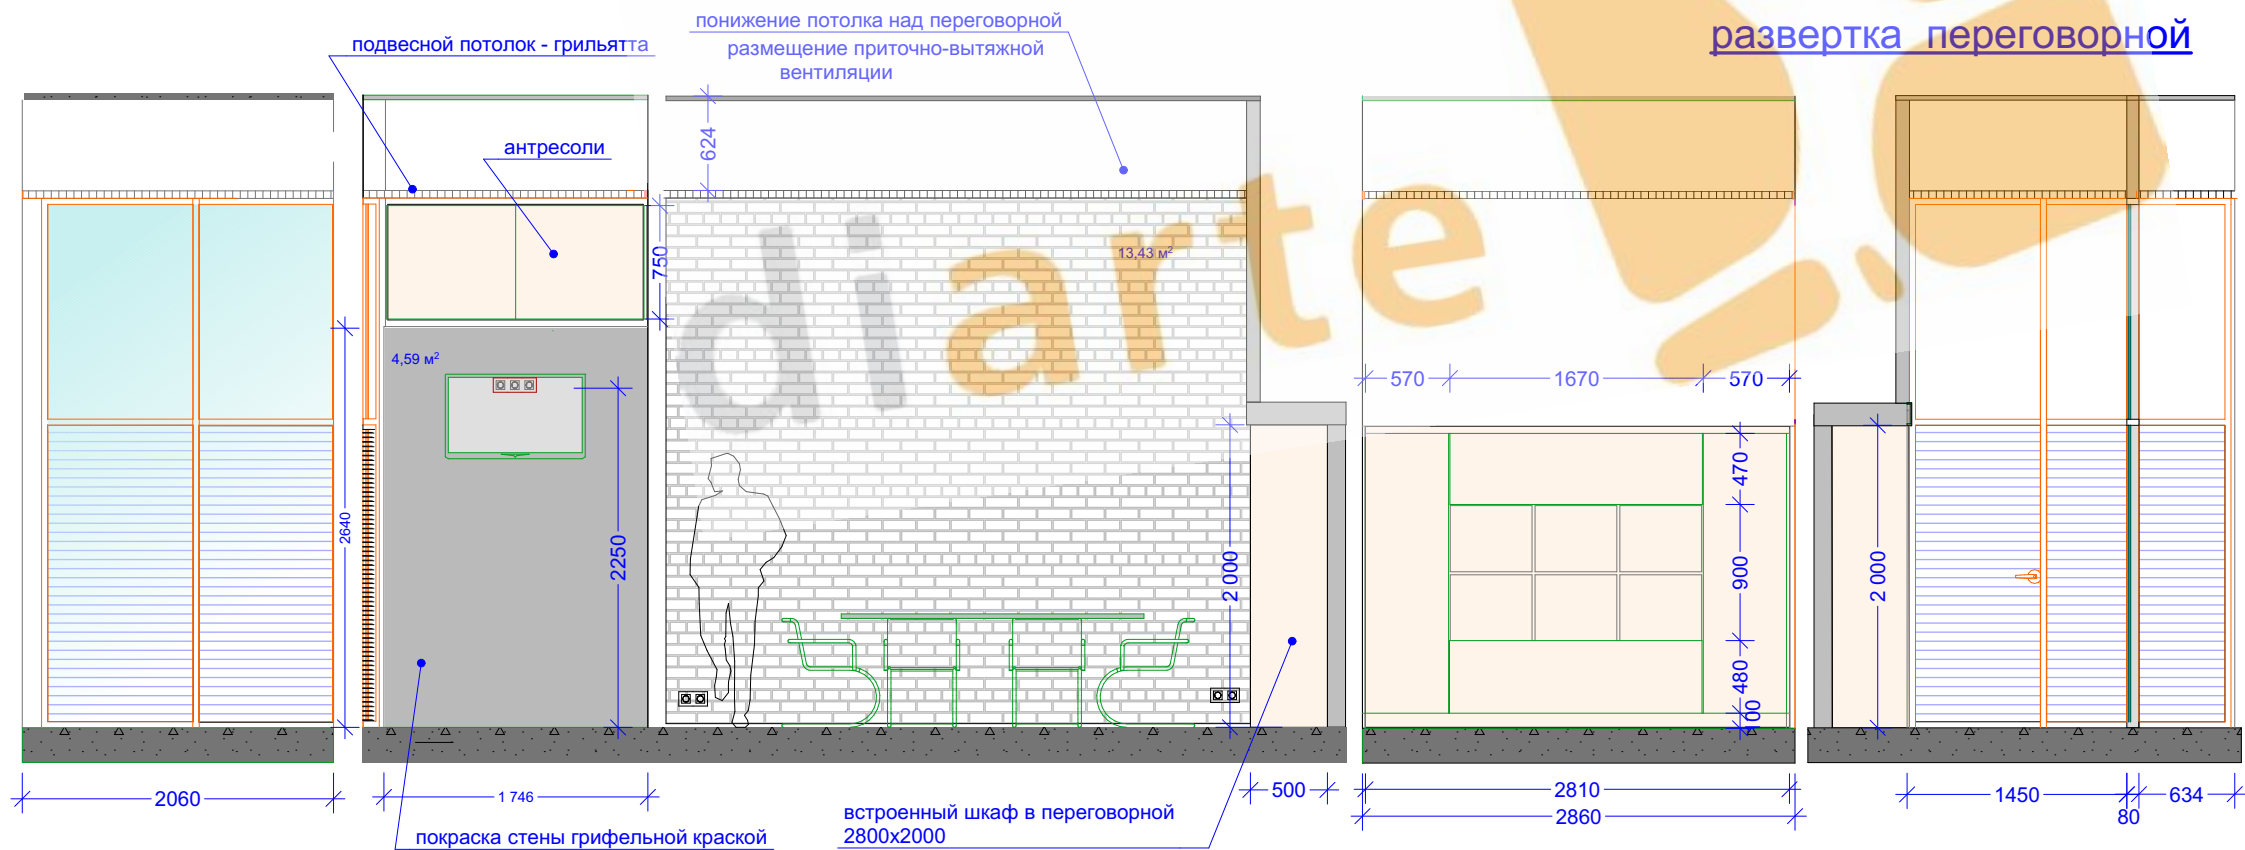 развертка переговорной
понижение потолка над переговорной
размещение приточно-вытяжной
вентиляции
подвесной потолок - грильятта
антресоли
624
750
13,43 м²
4,59 м²
2640
2250
2 000
570
1670
570
470
900
480
100
2 000
2060
1 746
500
2810
2860
1450
634
80
покраска стены грифельной краской
встроенный шкаф в переговорной
2800х2000
diarte